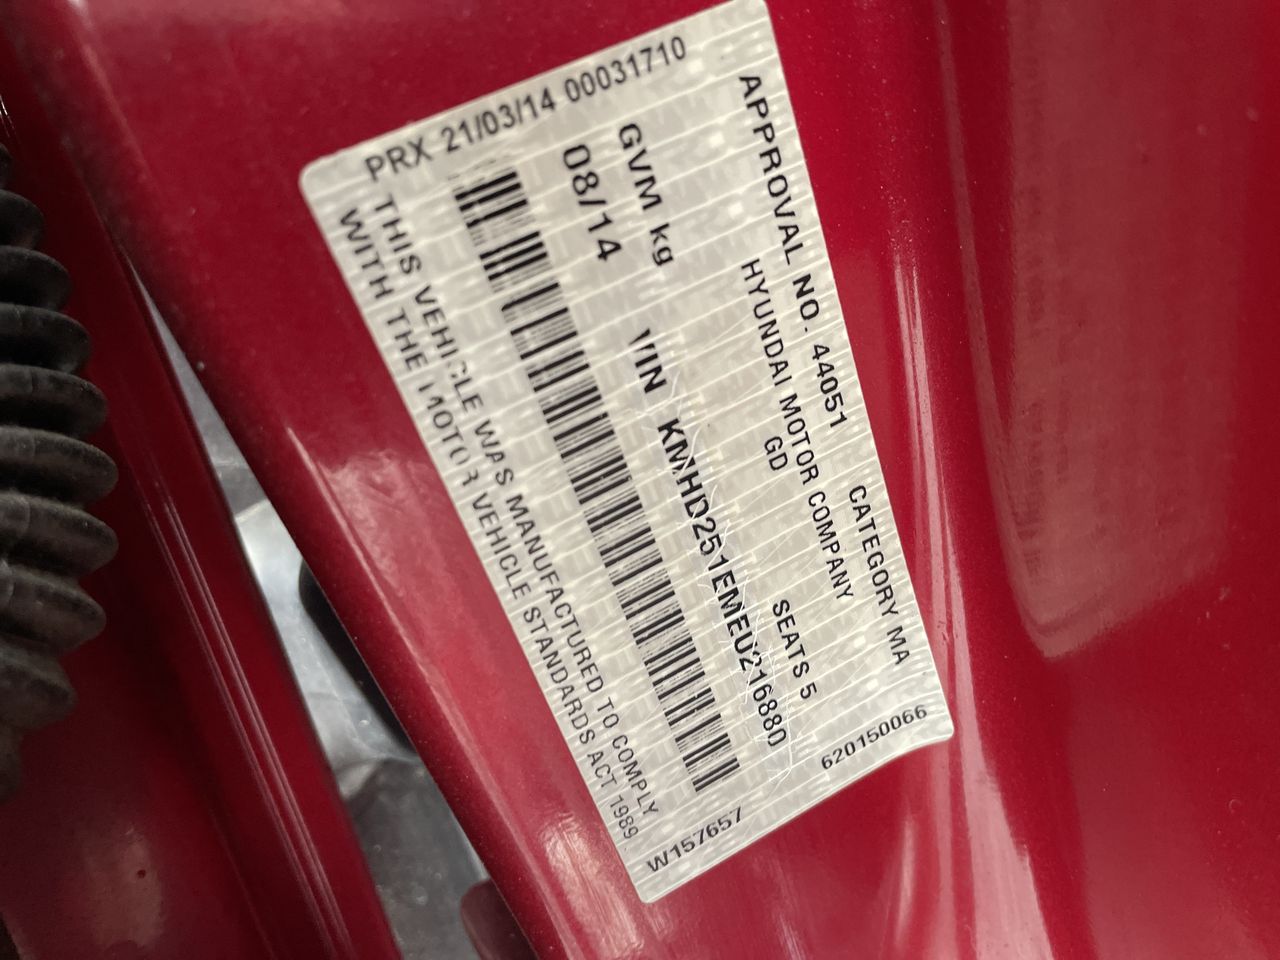 PRX 21/03/14 00031710
APPROVAL NO. 44051 CATEGORY MA
HYUNDAI MOTOR COMPANY
GD SEATS 5
GVM kg
08/14 VIN KMHD251EMEU216880
THIS VEHICLE WAS MANUFACTURED TO COMPLY
WITH THE MOTOR VEHICLE STANDARDS ACT 1989.
620150066
W157657